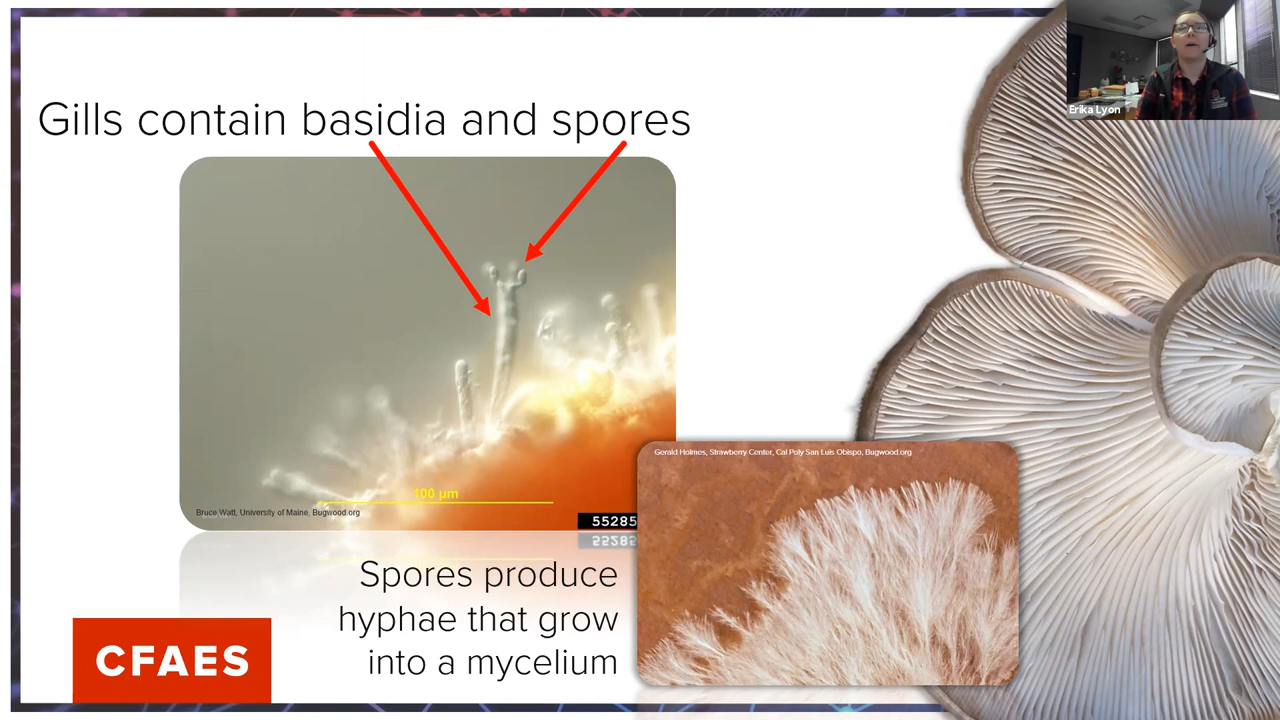 Gills contain basidia and spores
Erika Lyon
100 µm
Bruce Watt, University of Maine, Bugwood.org
55285
Gerald Holmes, Strawberry Center, Cal Poly San Luis Obispo, Bugwood.org
Spores produce
hyphae that grow
into a mycelium
CFAES